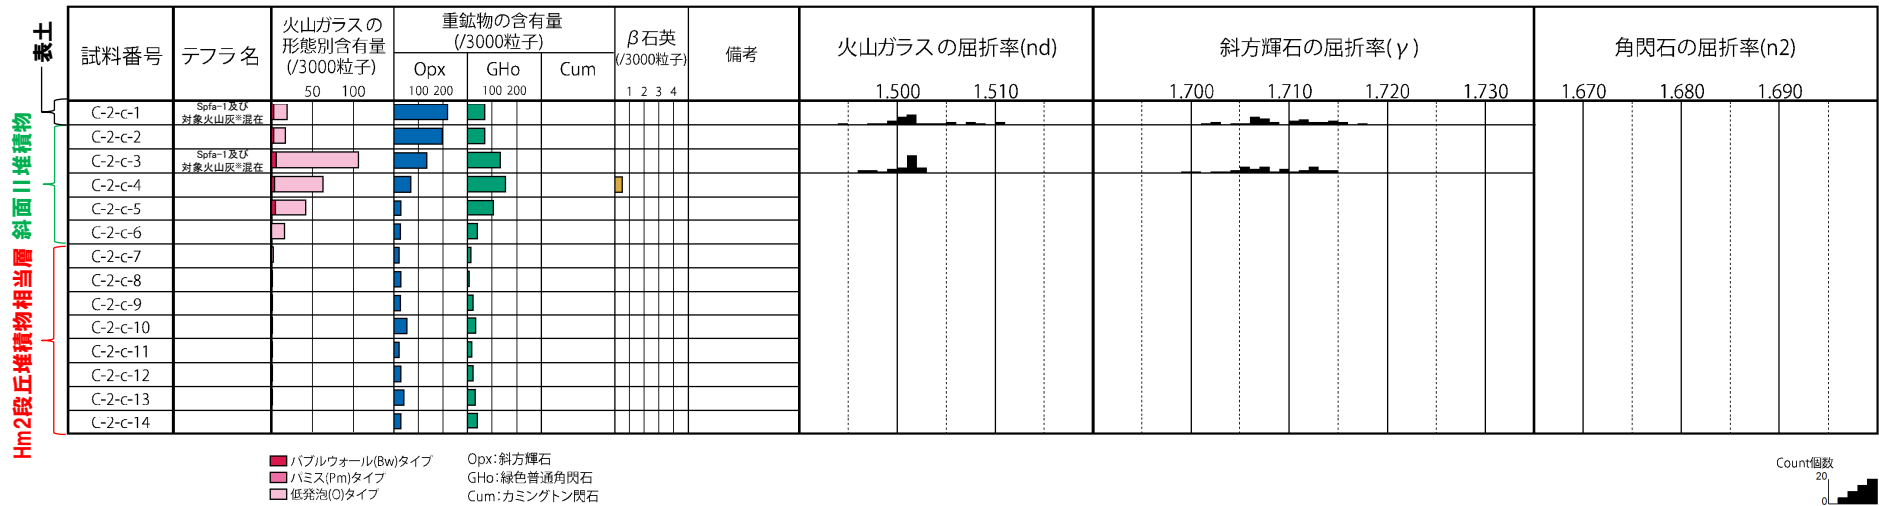 表土
斜面II堆積物
Hm2段丘堆積物相当層
試料番号
テフラ名
火山ガラスの
形態別含有量
(/3000粒子)
50 100
重鉱物の含有量
(/3000粒子)
Opx GHo Cum
100 200 100 200
β石英
(/3000粒子)
1 2 3 4
備考
火山ガラスの屈折率(nd)
1.500 1.510
斜方輝石の屈折率(γ)
1.700 1.710 1.720 1.730
角閃石の屈折率(n2)
1.670 1.680 1.690
C-2-c-1
Spfa-1及び
対象火山灰※混在
C-2-c-2
C-2-c-3
Spfa-1及び
対象火山灰※混在
C-2-c-4
C-2-c-5
C-2-c-6
C-2-c-7
C-2-c-8
C-2-c-9
C-2-c-10
C-2-c-11
C-2-c-12
C-2-c-13
C-2-c-14
バブルウォール(Bw)タイプ
パミス(Pm)タイプ
低発泡(O)タイプ
Opx:斜方輝石
GHo:緑色普通角閃石
Cum:カミングトン閃石
Count個数
20
0